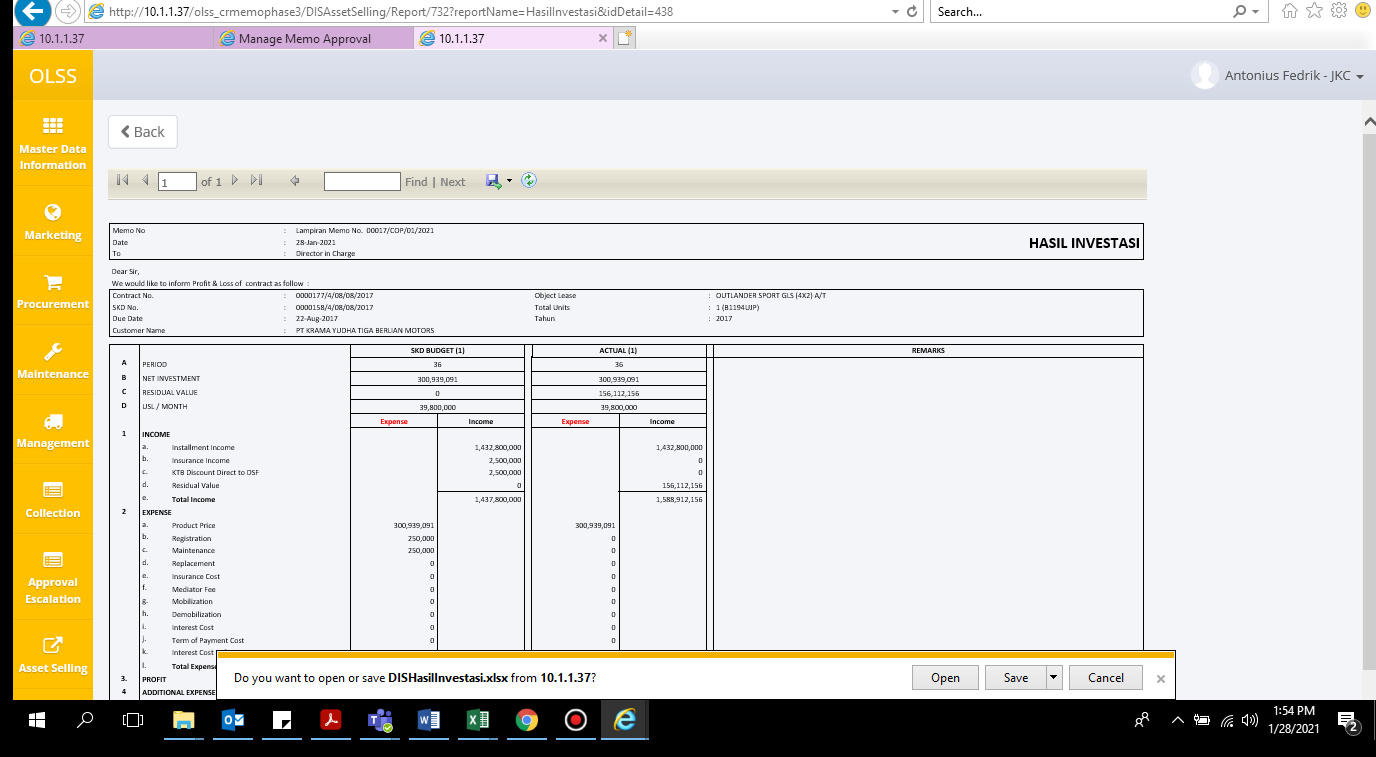 http://10.1.1.37/olss_crmemophase3/DISAssetSelling/Report/732?reportName=HasilInvestasi&idDetail=438 Search...
10.1.1.37 Manage Memo Approval 10.1.1.37
OLSS Antonius Fedrik - JKC
Master Data
Information
Marketing
Procurement
Maintenance
Management
Collection
Approval
Escalation
Asset Selling
Back
1 of 1 Find | Next
Memo No : Lampiran Memo No. 00017/COP/01/2021
Date : 28-Jan-2021
To : Director in Charge
HASIL INVESTASI
Dear Sir,
We would like to inform Profit & Loss of contract as follow :
Contract No. : 0000177/4/08/08/2017 Object Lease : OUTLANDER SPORT GLS (4X2) A/T
SKD No. : 0000158/4/08/08/2017 Total Units : 1 (B1194UJP)
Due Date : 22-Aug-2017 Tahun : 2017
Customer Name : PT KRAMA YUDHA TIGA BERLIAN MOTORS
SKD BUDGET (1) ACTUAL (1) REMARKS
A PERIOD 36 36
B NET INVESTMENT 300,939,091 300,939,091
C RESIDUAL VALUE 0 156,112,156
D USL / MONTH 39,800,000 39,800,000
Expense Income Expense Income
1 INCOME
a. Installment Income 1,432,800,000 1,432,800,000
b. Insurance Income 2,500,000 0
c. KTB Discount Direct to DSF 2,500,000 0
d. Residual Value 0 156,112,156
e. Total Income 1,437,800,000 1,588,912,156
2 EXPENSE
a. Product Price 300,939,091 300,939,091
b. Registration 250,000 0
c. Maintenance 250,000 0
d. Replacement 0 0
e. Insurance Cost 0 0
f. Mediator Fee 0 0
g. Mobilization 0 0
h. Demobilization 0 0
i. Interest Cost 0 0
j. Term of Payment Cost 0 0
k. Interest Cost
l. Total Expense
3. PROFIT
4 ADDITIONAL EXPENSE
Do you want to open or save DISHasilInvestasi.xlsx from 10.1.1.37? Open Save Cancel
1:54 PM
1/28/2021
2